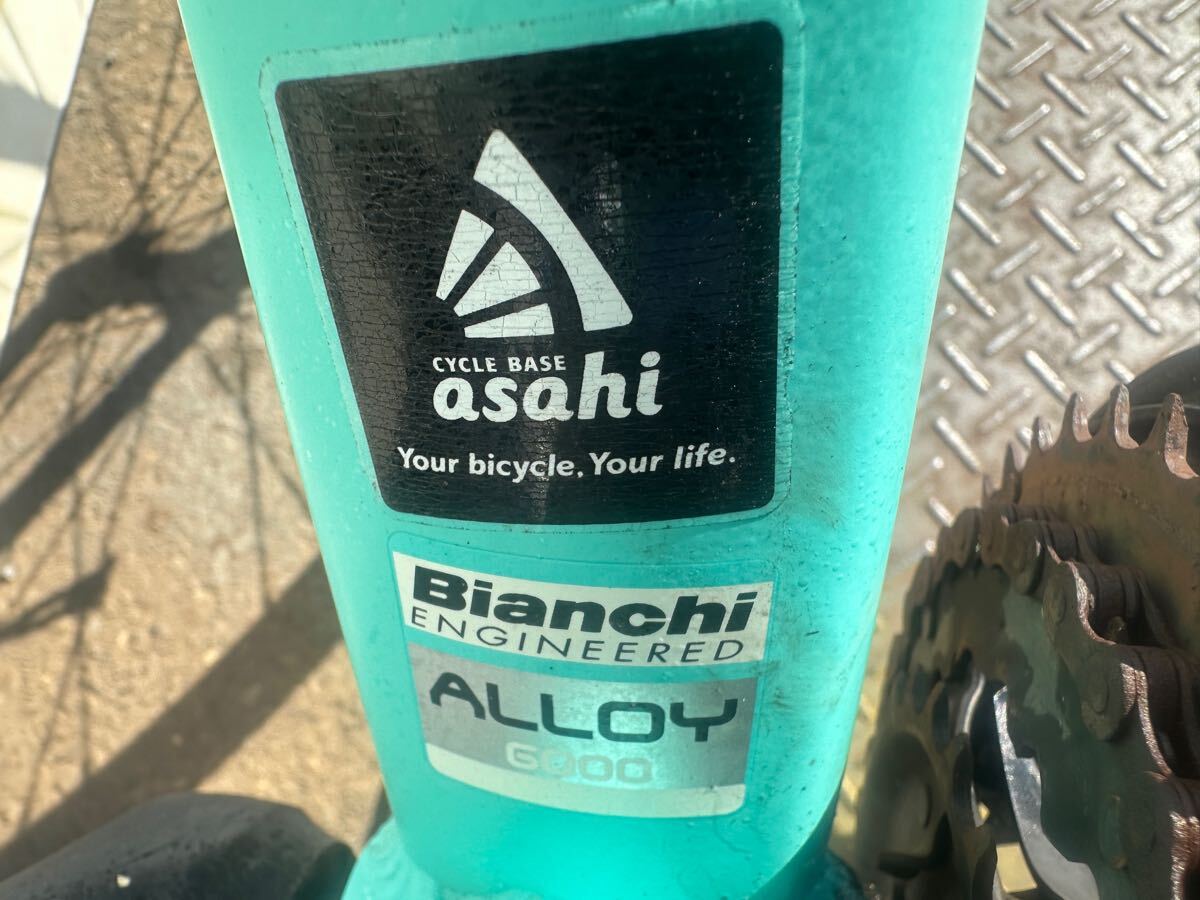 CYCLE BASE
asahi
Your bicycle. Your life.
Bianchi
ENGINEERED
ALLOY
6000